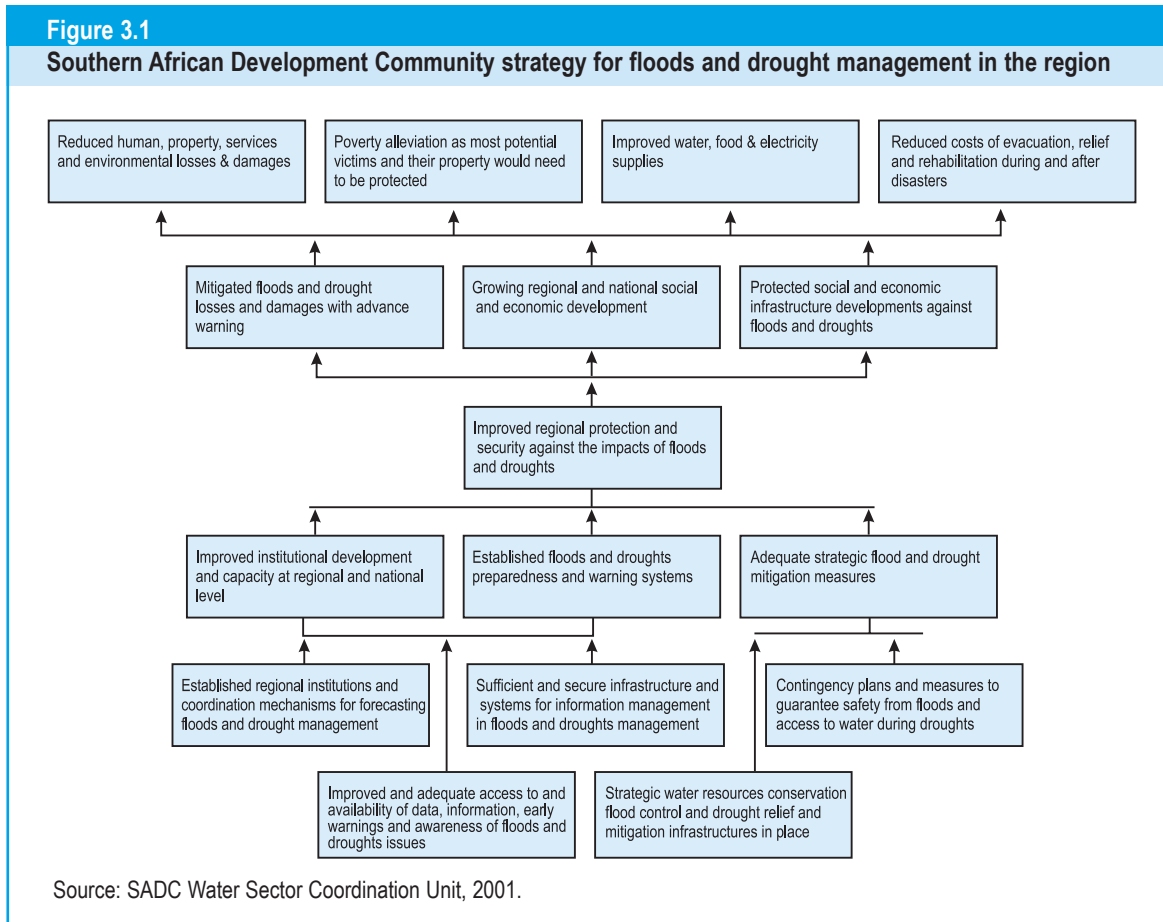 Figure 3.1
Southern African Development Community strategy for floods and drought management in the region
Reduced human, property, services
and environmental losses & damages
Poverty alleviation as most potential
victims and their property would need
to be protected
Improved water, food & electricity
supplies
Reduced costs of evacuation, relief
and rehabilitation during and after
disasters
Mitigated floods and drought
losses and damages with advance
warning
Growing regional and national social
and economic development
Protected social and economic
infrastructure developments against
floods and droughts
Improved regional protection and
security against the impacts of floods
and droughts
Improved institutional development
and capacity at regional and national
level
Established floods and droughts
preparedness and warning systems
Adequate strategic flood and drought
mitigation measures
Established regional institutions and
coordination mechanisms for forecasting
floods and drought management
Sufficient and secure infrastructure and
systems for information management
in floods and droughts management
Contingency plans and measures to
guarantee safety from floods and
access to water during droughts
Improved and adequate access to and
availability of data, information, early
warnings and awareness of floods and
droughts issues
Strategic water resources conservation
flood control and drought relief and
mitigation infrastructures in place
Source: SADC Water Sector Coordination Unit, 2001.